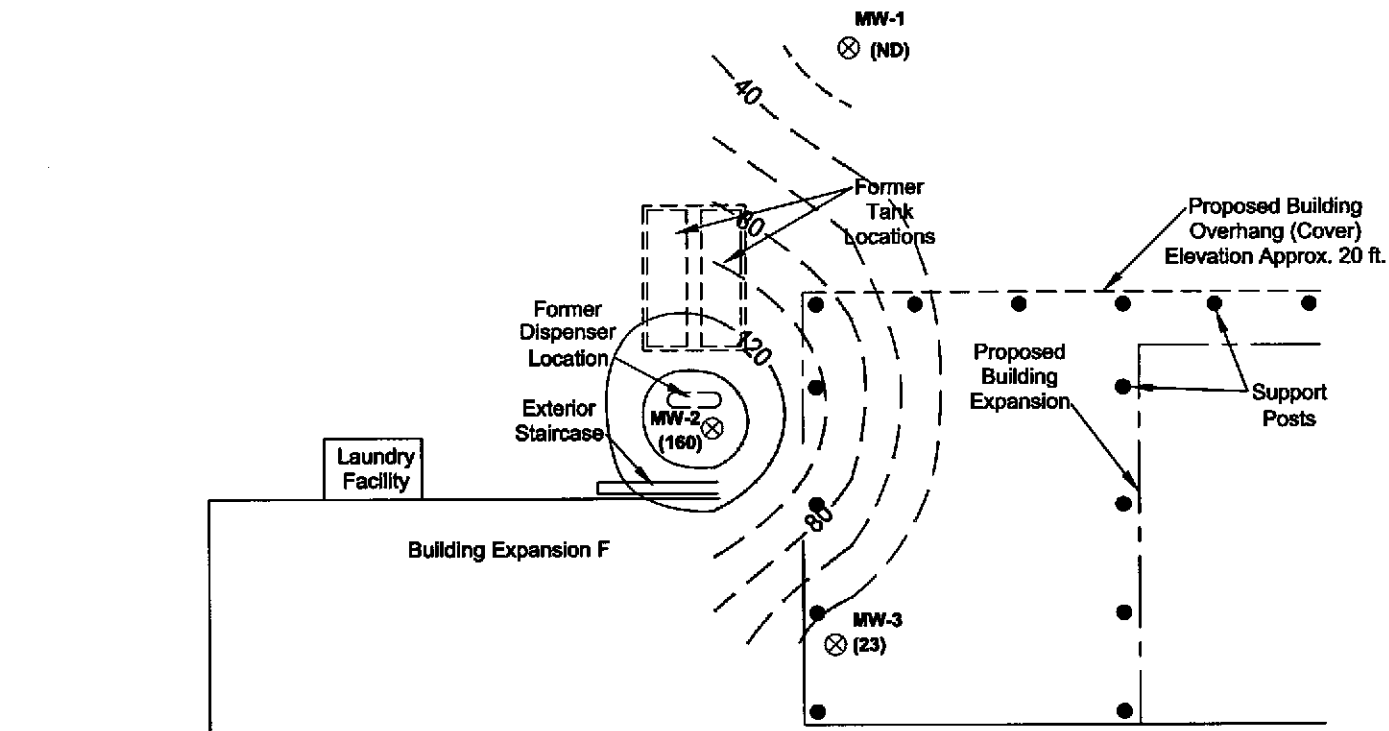 MW-1
(ND)
40
Former
Tank
Locations
80
Proposed Building
Overhang (Cover)
Elevation Approx. 20 ft.
Former
Dispenser
Location
120
Proposed
Building
Expansion
Support
Posts
Exterior
Staircase
MW-2
(160)
Laundry
Facility
80
Building Expansion F
MW-3
(23)